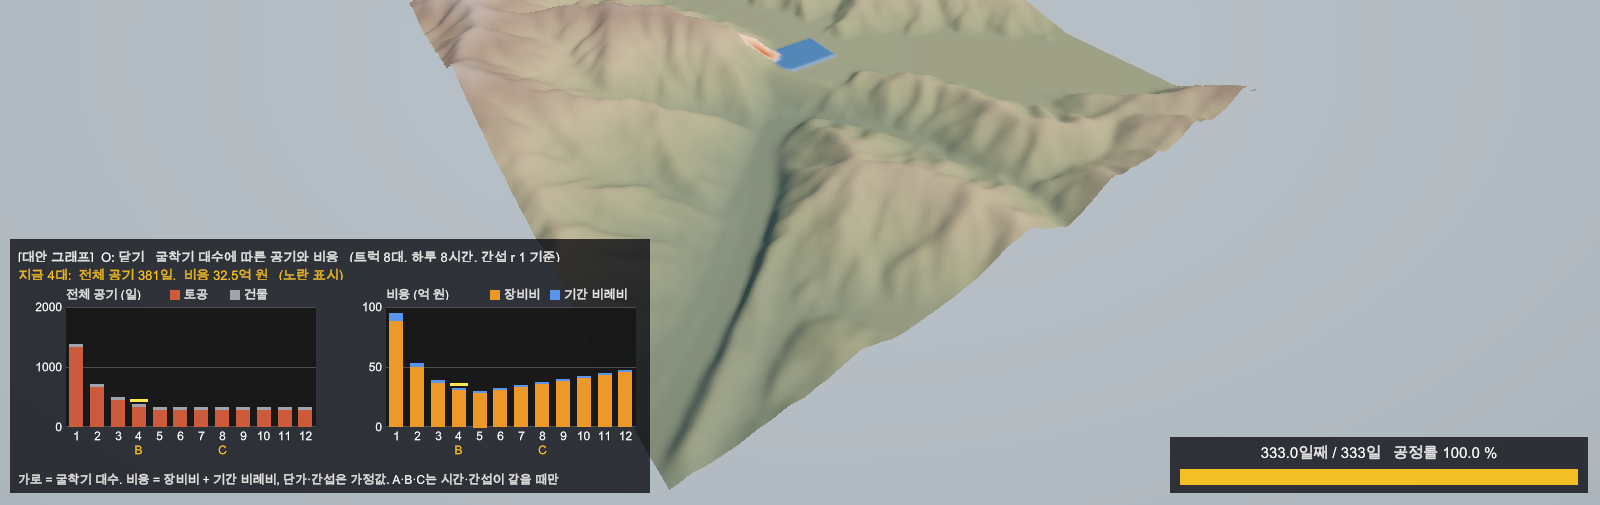 [대안 그래프] O: 닫기 굴착기 대수에 따른 공기와 비용 (트럭 8대, 하루 8시간, 간섭 r 1 기준)
지금 4대: 전체 공기 381일, 비용 32.5억 원 (노란 표시)
전체 공기 (일) 토공 건물
비용 (억 원) 장비비 기간 비례비
2000
1000
0
1 2 3 4 5 6 7 8 9 10 11 12
B C
100
50
0
1 2 3 4 5 6 7 8 9 10 11 12
B C
가로 = 굴착기 대수. 비용 = 장비비 + 기간 비례비, 단가·간섭은 가정값. A·B·C는 시간·간섭이 같을 때만
333.0일째 / 333일 공정률 100.0 %